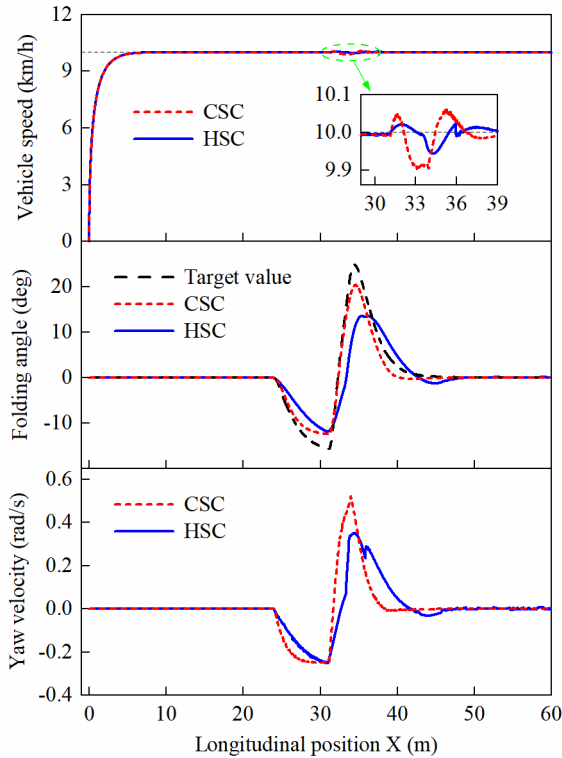 Vehicle speed (km/h)
12
9
6
3
0
CSC
HSC
10.1
10.0
9.9
30 33 36 39
Folding angle (deg)
20
10
0
-10
Target value
CSC
HSC
Yaw velocity (rad/s)
0.6
0.4
0.2
0.0
-0.2
-0.4
CSC
HSC
0 10 20 30 40 50 60
Longitudinal position X (m)